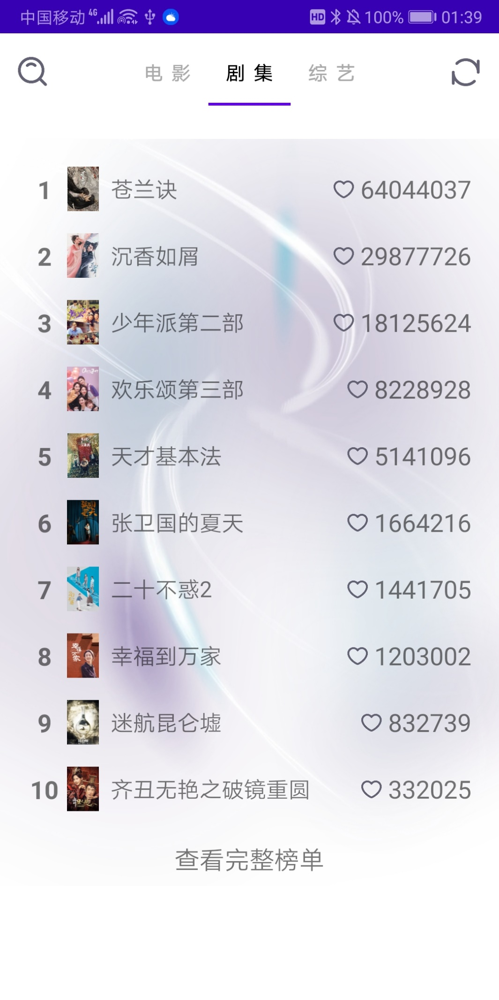 中国移动 4G HD 100% 01:39
电影 剧集 综艺
1 苍兰诀 64044037
2 沉香如屑 29877726
3 少年派第二部 18125624
4 欢乐颂第三部 8228928
5 天才基本法 5141096
6 张卫国的夏天 1664216
7 二十不惑2 1441705
8 幸福到万家 1203002
9 迷航昆仑墟 832739
10 齐丑无艳之破镜重圆 332025
查看完整榜单